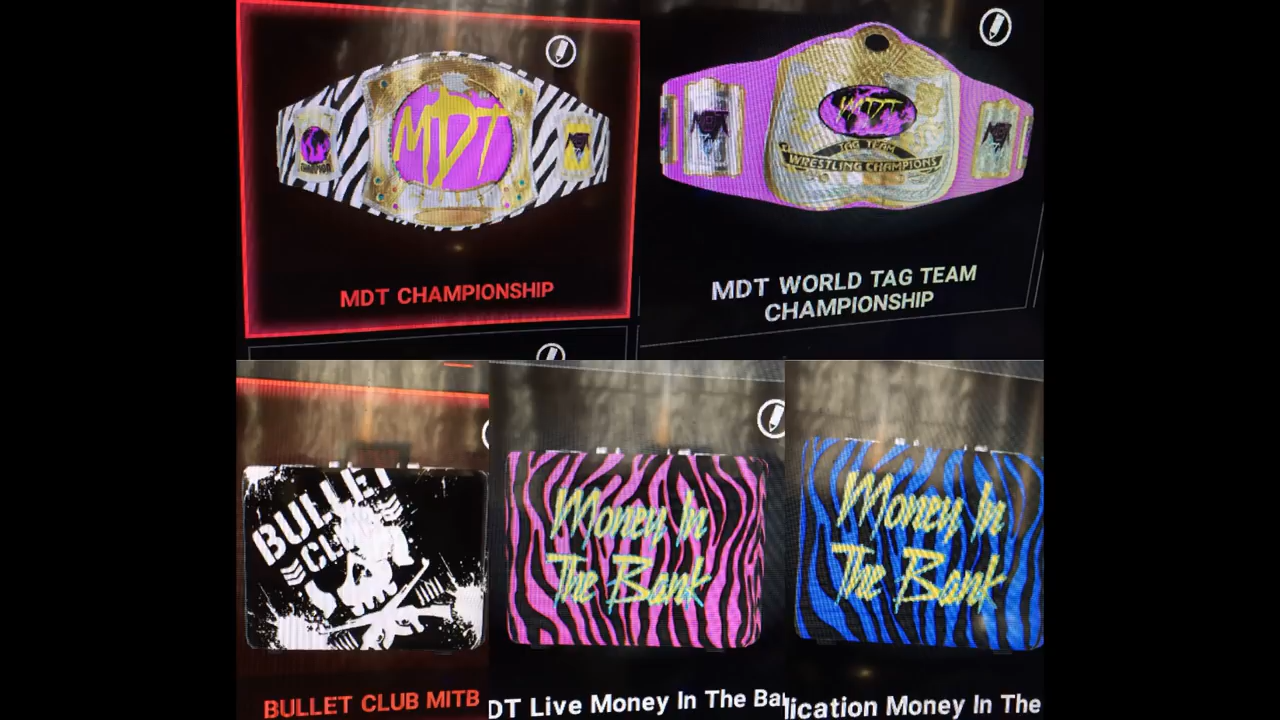 MDT
CHAMPION
MDT CHAMPIONSHIP
MDT
TAG TEAM
WRESTLING CHAMPIONS
MDT WORLD TAG TEAM
CHAMPIONSHIP
BULLET
CLUB
BULLET CLUB MITB
Money In
The Bank
DT Live Money In The Ba
Money In
The Bank
lication Money In The